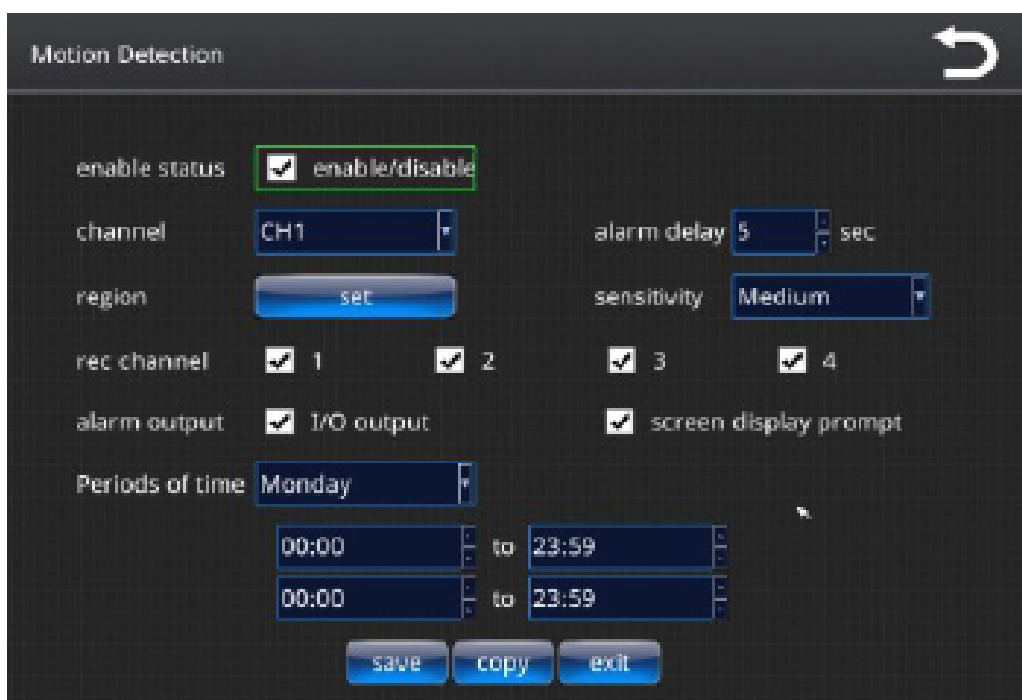 Motion Detection
enable status enable/disable
channel CH1 alarm delay 5 sec
region set sensitivity Medium
rec channel 1 2 3 4
alarm output I/O output screen display prompt
Periods of time Monday
00:00 to 23:59
00:00 to 23:59
save copy exit